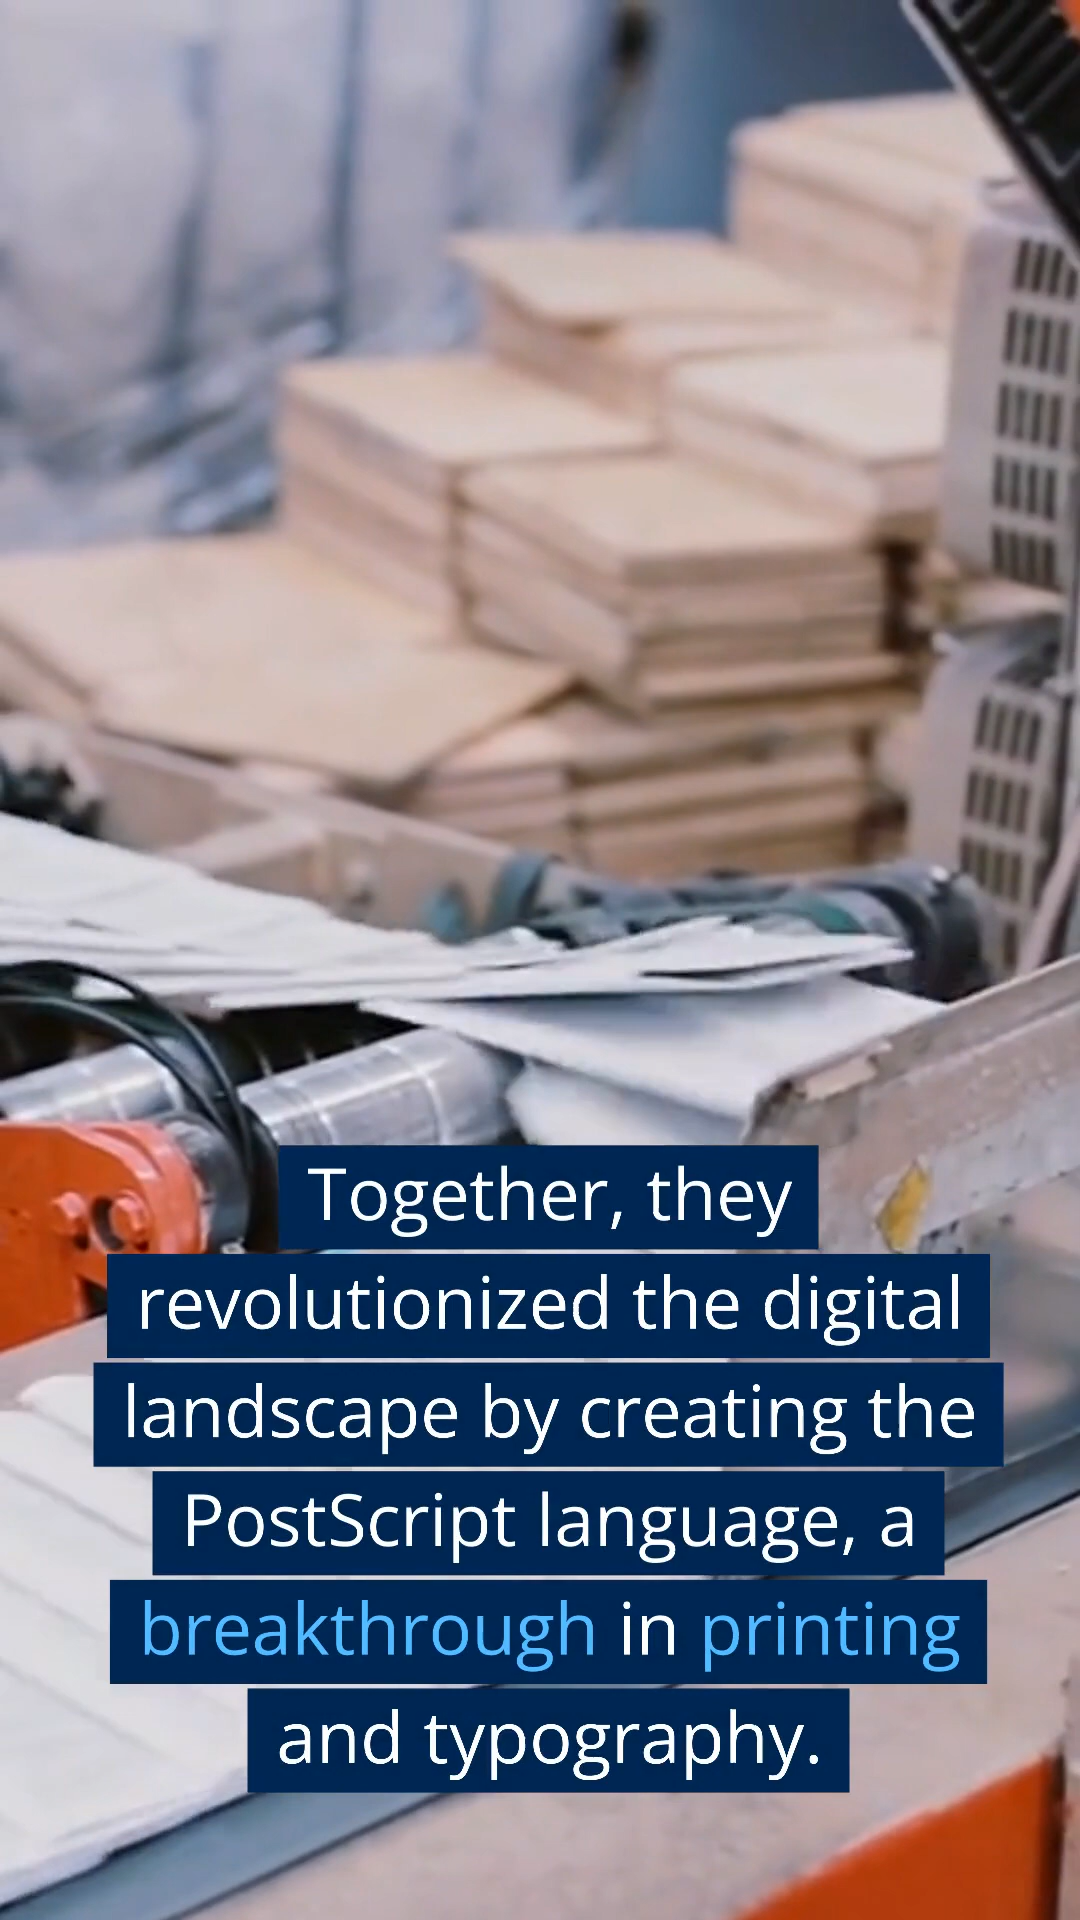 Together, they
revolutionized the digital
landscape by creating the
PostScript language, a
breakthrough in printing
and typography.